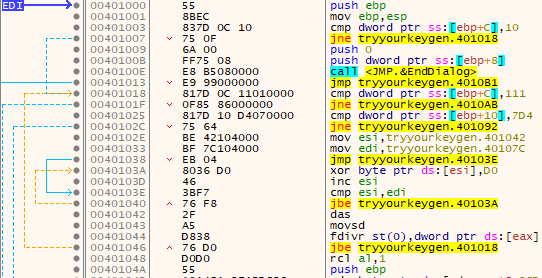 EDI 00401000 55 push ebp
00401001 8BEC mov ebp,esp
00401003 837D 0C 10 cmp dword ptr ss:[ebp+C],10
00401007 75 0F jne tryyourkeygen.401018
00401009 6A 00 push 0
0040100B FF75 08 push dword ptr ss:[ebp+8]
0040100E E8 B5080000 call <JMP.&EndDialog>
00401013 E9 99000000 jmp tryyourkeygen.4010B1
00401018 817D 0C 11010000 cmp dword ptr ss:[ebp+C],111
0040101F 0F85 86000000 jne tryyourkeygen.4010AB
00401025 817D 10 D4070000 cmp dword ptr ss:[ebp+10],7D4
0040102C 75 64 jne tryyourkeygen.401092
0040102E BE 42104000 mov esi,tryyourkeygen.401042
00401033 BF 7C104000 mov edi,tryyourkeygen.40107C
00401038 EB 04 jmp tryyourkeygen.40103E
0040103A 8036 D0 xor byte ptr ds:[esi],D0
0040103D 46 inc esi
0040103E 3BF7 cmp esi,edi
00401040 76 F8 jbe tryyourkeygen.40103A
00401042 2F das
00401043 A5 movsd
00401044 D838 fdivr st(0),dword ptr ds:[eax]
00401046 76 D0 jbe tryyourkeygen.401018
00401048 D0D0 rcl al,1
0040104A 55 push ebp